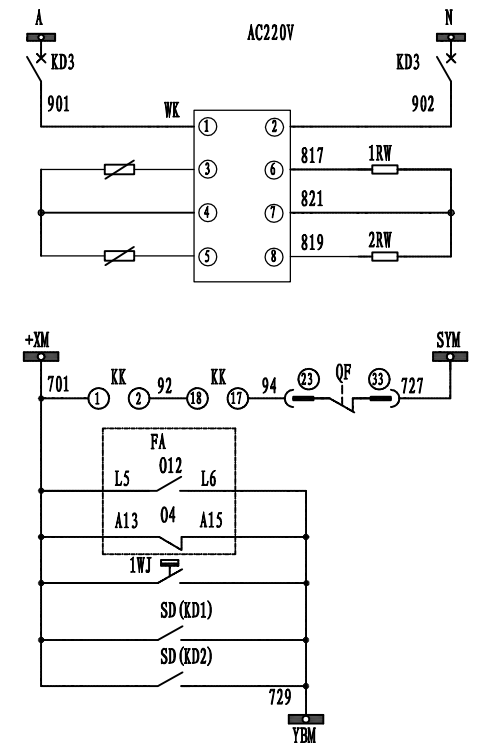 A N
AC220V
KD3 KD3
901 WK 902
1 2
3 6 817 1RW
4 7 821
5 8 819 2RW
+XM SYM
701 KK 92 KK 94 23 QF 33 727
1 2 18 17
FA
L5 O12 L6
A13 O4 A15
1WJ
SD(KD1)
SD(KD2)
729
YBM